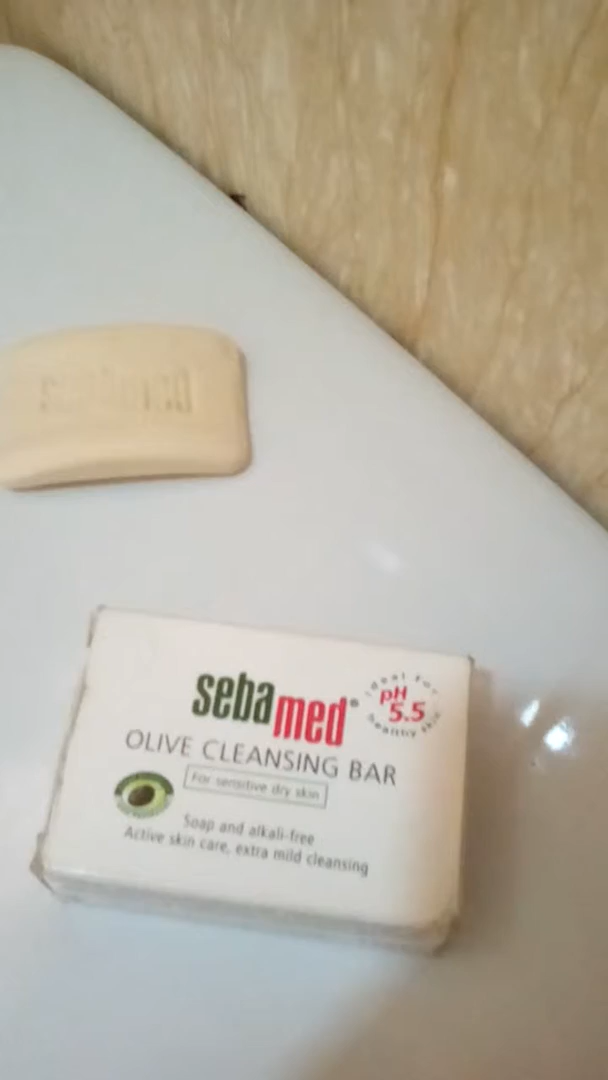 sebamed
sebamed®
ideal for
pH
5.5
healthy skin
OLIVE CLEANSING BAR
For sensitive dry skin
Soap and alkali-free
Active skin care, extra mild cleansing